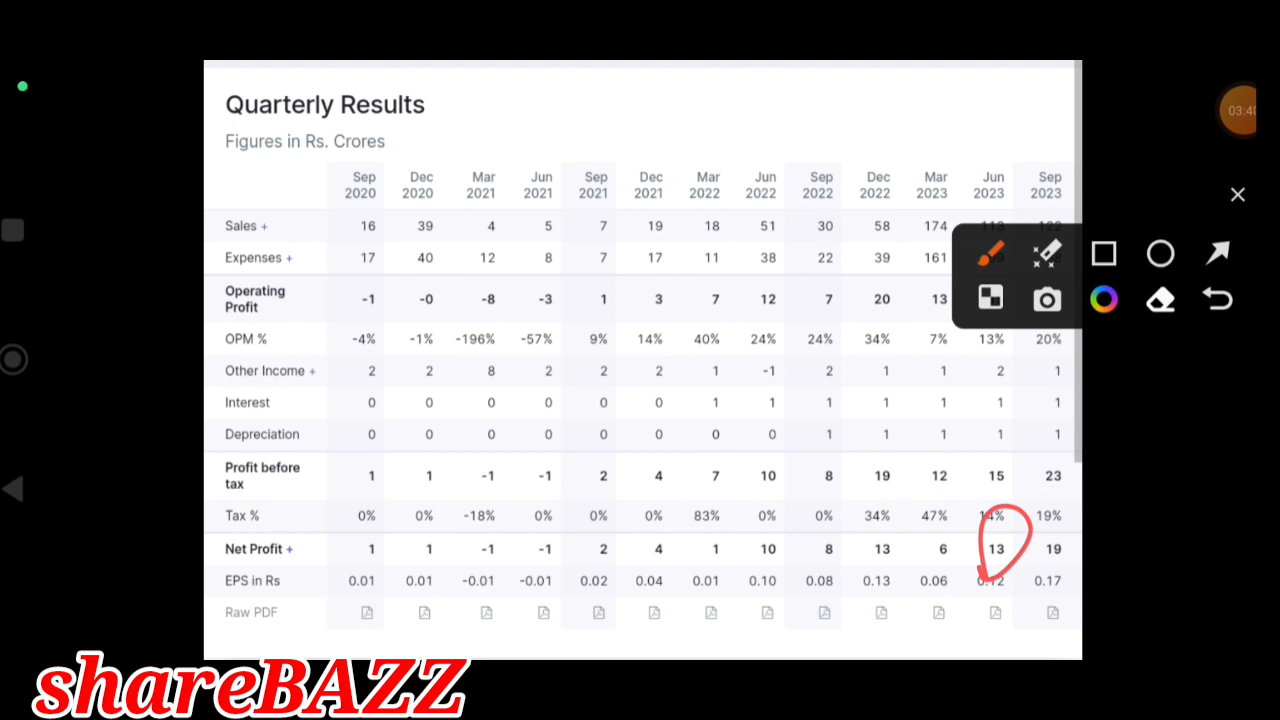 03:40
Quarterly Results
Figures in Rs. Crores
Sep 2020 Dec 2020 Mar 2021 Jun 2021 Sep 2021 Dec 2021 Mar 2022 Jun 2022 Sep 2022 Dec 2022 Mar 2023 Jun 2023 Sep 2023
Sales + 16 39 4 5 7 19 18 51 30 58 174 113 122
Expenses + 17 40 12 8 7 17 11 38 22 39 161
Operating Profit -1 -0 -8 -3 1 3 7 12 7 20 13
OPM % -4% -1% -196% -57% 9% 14% 40% 24% 24% 34% 7% 13% 20%
Other Income + 2 2 8 2 2 2 1 -1 2 1 1 2 1
Interest 0 0 0 0 0 0 1 1 1 1 1 1 1
Depreciation 0 0 0 0 0 0 0 0 1 1 1 1 1
Profit before tax 1 1 -1 -1 2 4 7 10 8 19 12 15 23
Tax % 0% 0% -18% 0% 0% 0% 83% 0% 0% 34% 47% 14% 19%
Net Profit + 1 1 -1 -1 2 4 1 10 8 13 6 13 19
EPS in Rs 0.01 0.01 -0.01 -0.01 0.02 0.04 0.01 0.10 0.08 0.13 0.06 0.12 0.17
Raw PDF
shareBAZZ